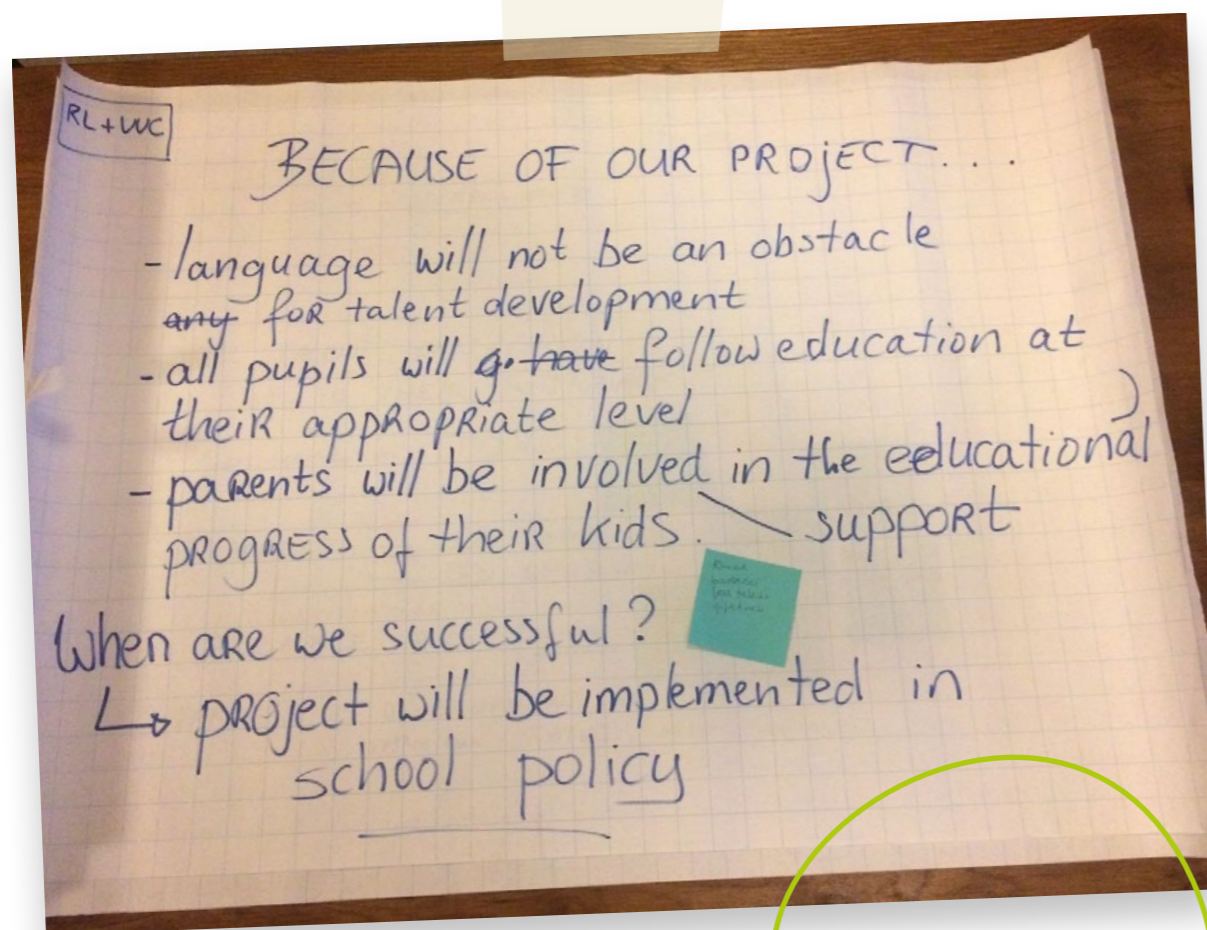 RL+VVC
BECAUSE OF OUR PROjECT...
- language will not be an obstacle
any foR talent development
- all pupils will go have follow education at
theiR appROpRiate level
- paRents will be involved in the eeducational
pROgRESS of theiR kids. support
When aRe we successful?
↳ pROject will be implemented in
school policy